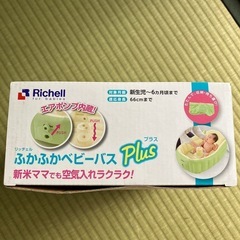 Richell
for babies
対象月齢
新生児~6カ月頃まで
適応身長
66cmまで
エアポンプ内蔵!
リッチェル
ふかふかベビーバス
プラス
Plus
新米ママでも空気入れラクラク!